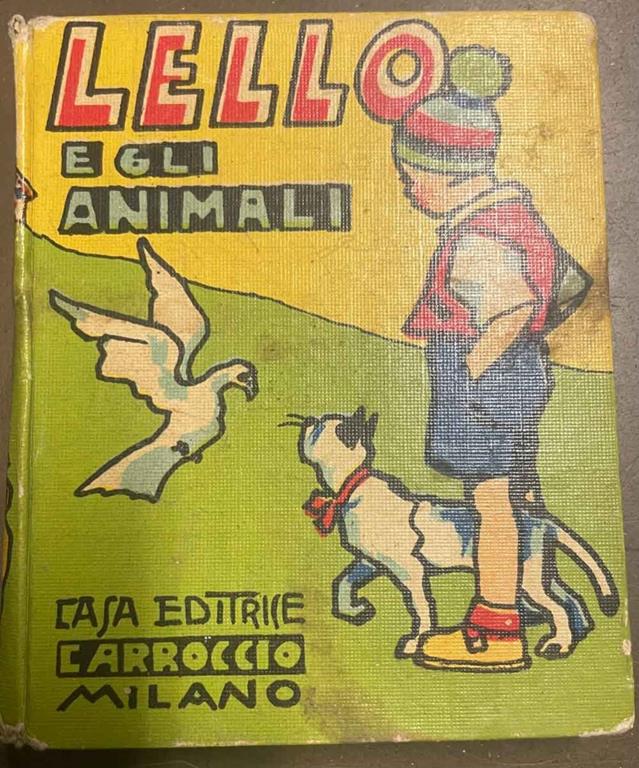 LELLO
E GLI
ANIMALI
CASA EDITRICE
CARROCCIO
MILANO